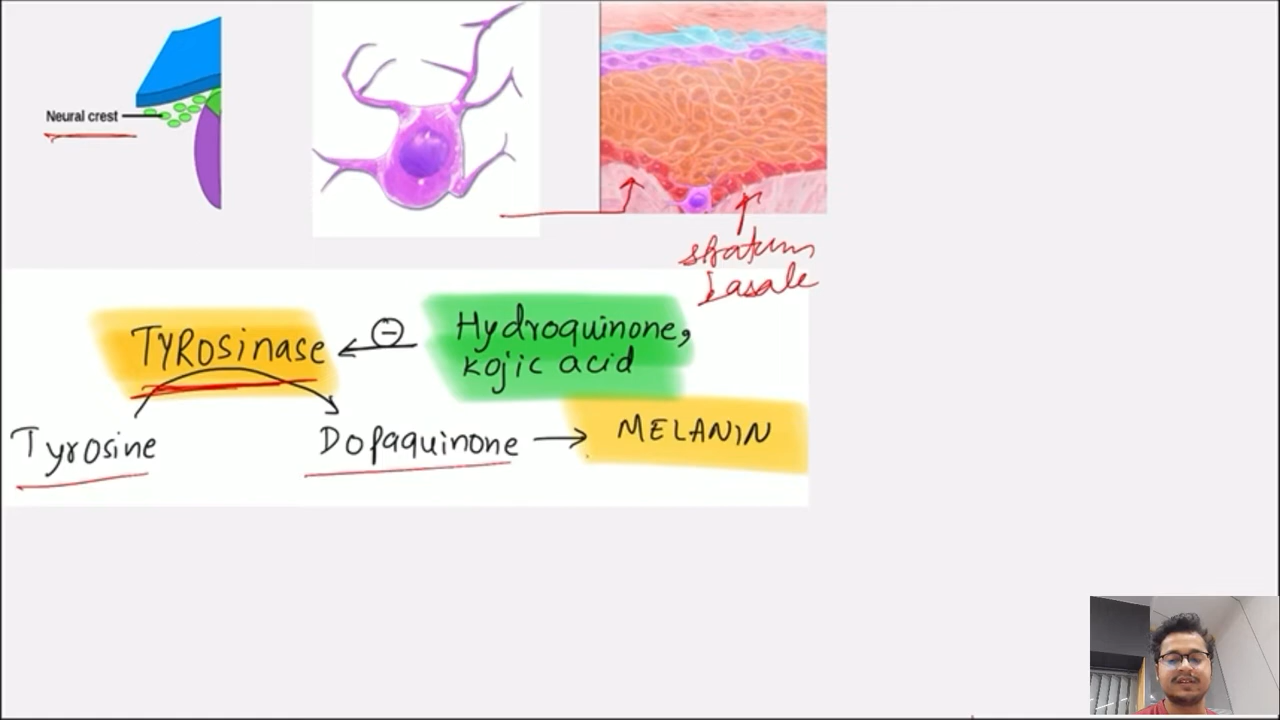 Neural crest
stratum
basale
TYROSinase
Hydroquinone,
kojic acid
Tyrosine
Dopaquinone
MELANIN